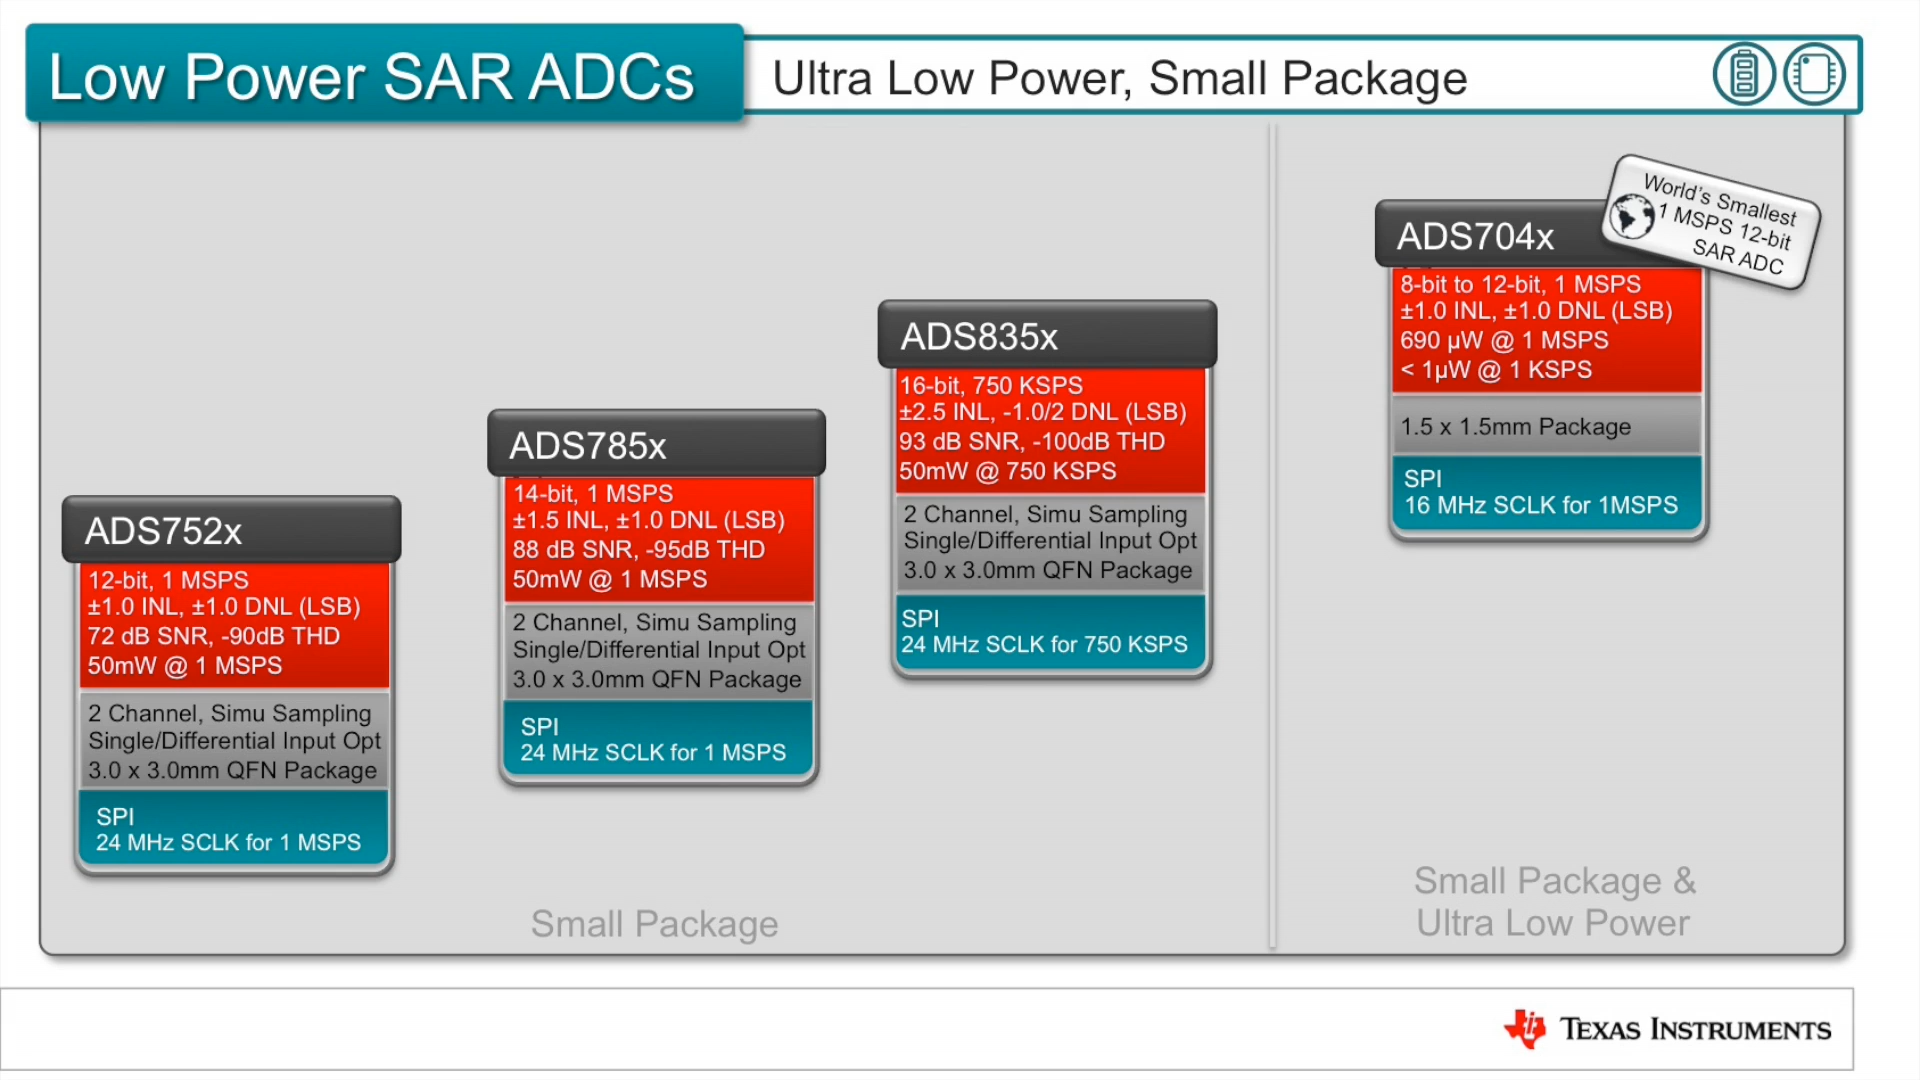 Low Power SAR ADCs
Ultra Low Power, Small Package
ADS752x
12-bit, 1 MSPS
±1.0 INL, ±1.0 DNL (LSB)
72 dB SNR, -90dB THD
50mW @ 1 MSPS
2 Channel, Simu Sampling
Single/Differential Input Opt
3.0 x 3.0mm QFN Package
SPI
24 MHz SCLK for 1 MSPS
ADS785x
14-bit, 1 MSPS
±1.5 INL, ±1.0 DNL (LSB)
88 dB SNR, -95dB THD
50mW @ 1 MSPS
2 Channel, Simu Sampling
Single/Differential Input Opt
3.0 x 3.0mm QFN Package
SPI
24 MHz SCLK for 1 MSPS
ADS835x
16-bit, 750 KSPS
±2.5 INL, -1.0/2 DNL (LSB)
93 dB SNR, -100dB THD
50mW @ 750 KSPS
2 Channel, Simu Sampling
Single/Differential Input Opt
3.0 x 3.0mm QFN Package
SPI
24 MHz SCLK for 750 KSPS
Small Package
ADS704x
World's Smallest
1 MSPS 12-bit
SAR ADC
8-bit to 12-bit, 1 MSPS
±1.0 INL, ±1.0 DNL (LSB)
690 µW @ 1 MSPS
< 1µW @ 1 KSPS
1.5 x 1.5mm Package
SPI
16 MHz SCLK for 1MSPS
Small Package &
Ultra Low Power
TEXAS INSTRUMENTS